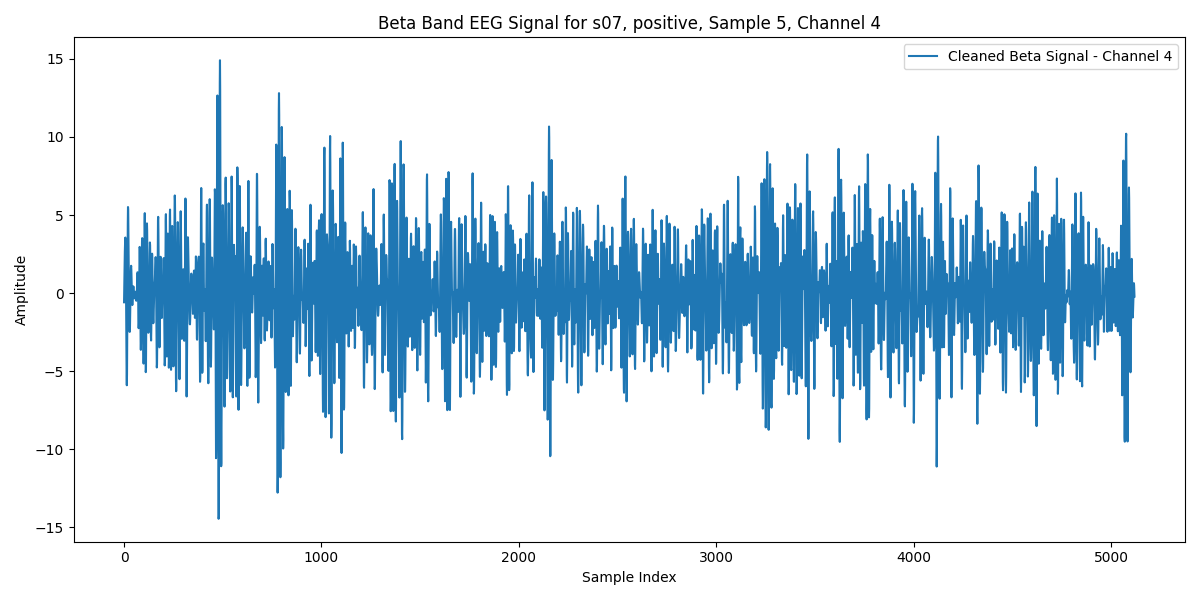 Beta Band EEG Signal for s07, positive, Sample 5, Channel 4
Cleaned Beta Signal - Channel 4
Amplitude
15
10
5
0
−5
−10
−15
0 1000 2000 3000 4000 5000
Sample Index